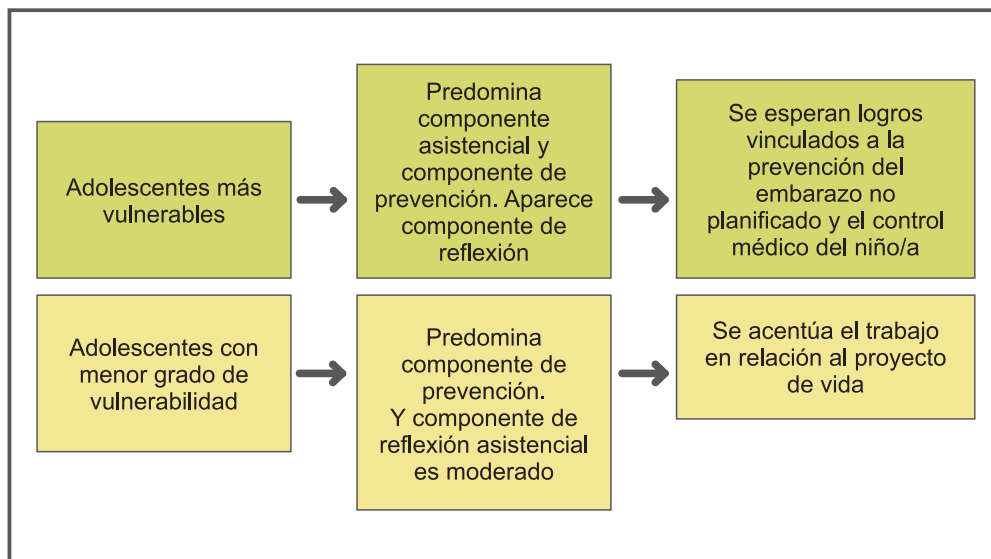 Adolescentes más
vulnerables
Predomina
componente
asistencial y
componente de
prevención. Aparece
componente de
reflexión
Se esperan logros
vinculados a la
prevención del
embarazo no
planificado y el control
médico del niño/a
Adolescentes con
menor grado de
vulnerabilidad
Predomina
componente de
prevención.
Y componente de
reflexión asistencial
es moderado
Se acentúa el trabajo
en relación al proyecto
de vida